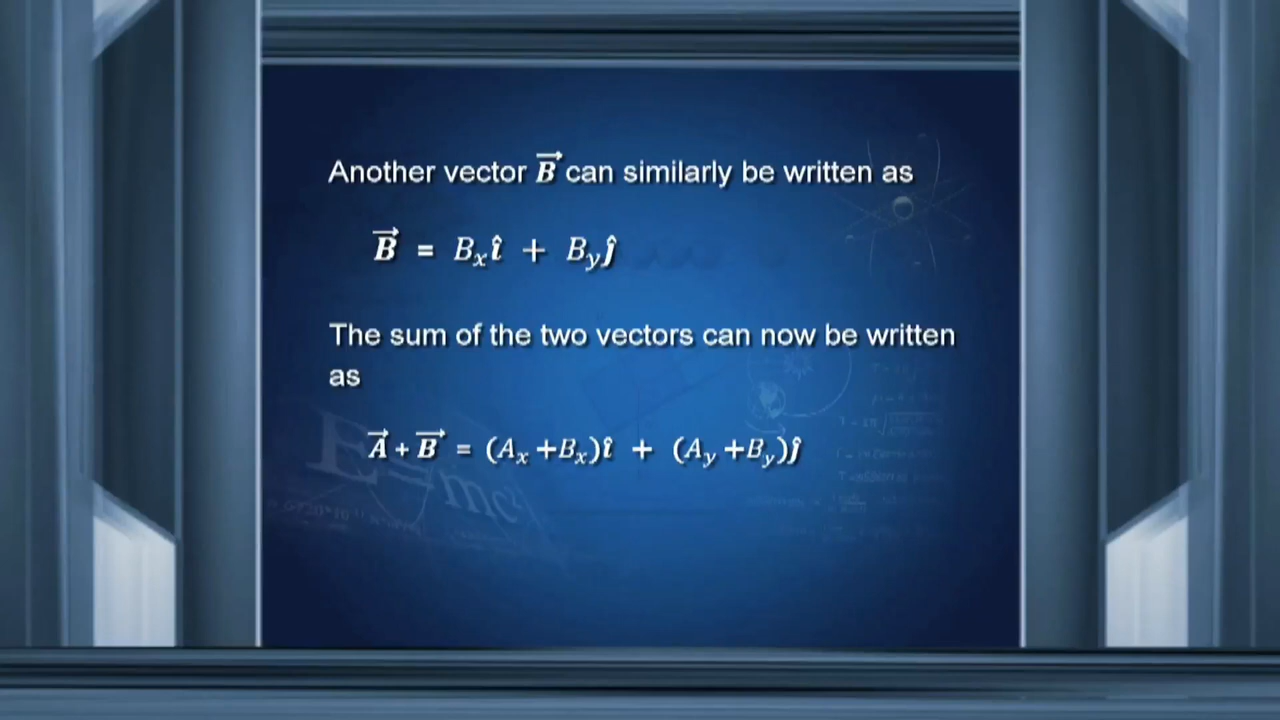 Another vector B⃗ can similarly be written as
B⃗ = Bₓî + Bᵧĵ
The sum of the two vectors can now be written
as
A⃗ + B⃗ = (Aₓ+Bₓ)î + (Aᵧ+Bᵧ)ĵ
E=mc²